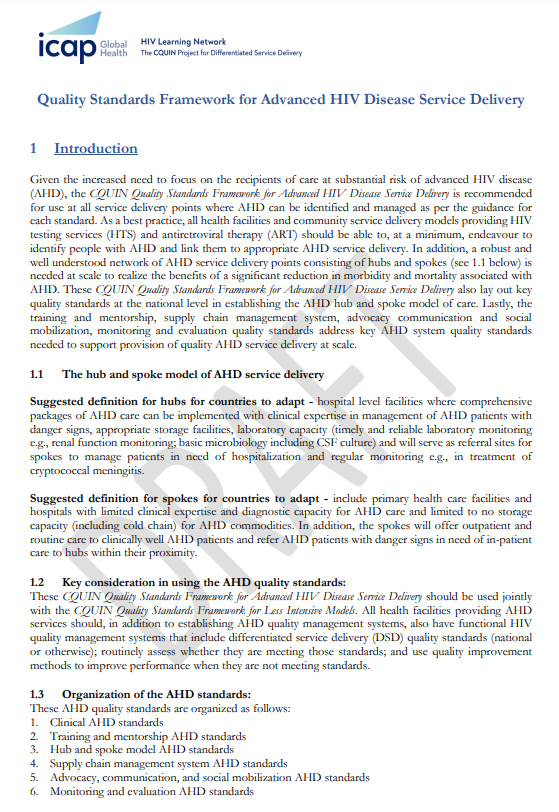 icap Global Health
HIV Learning Network
The CQUIN Project for Differentiated Service Delivery
Quality Standards Framework for Advanced HIV Disease Service Delivery
1 Introduction
Given the increased need to focus on the recipients of care at substantial risk of advanced HIV disease
(AHD), the CQUIN Quality Standards Framework for Advanced HIV Disease Service Delivery is recommended
for use at all service delivery points where AHD can be identified and managed as per the guidance for
each standard. As a best practice, all health facilities and community service delivery models providing HIV
testing services (HTS) and antiretroviral therapy (ART) should be able to, at a minimum, endeavour to
identify people with AHD and link them to appropriate AHD service delivery. In addition, a robust and
well understood network of AHD service delivery points consisting of hubs and spokes (see 1.1 below) is
needed at scale to realize the benefits of a significant reduction in morbidity and mortality associated with
AHD. These CQUIN Quality Standards Framework for Advanced HIV Disease Service Delivery also lay out key
quality standards at the national level in establishing the AHD hub and spoke model of care. Lastly, the
training and mentorship, supply chain management system, advocacy communication and social
mobilization, monitoring and evaluation quality standards address key AHD system quality standards
needed to support provision of quality AHD service delivery at scale.
1.1 The hub and spoke model of AHD service delivery
Suggested definition for hubs for countries to adapt - hospital level facilities where comprehensive
packages of AHD care can be implemented with clinical expertise in management of AHD patients with
danger signs, appropriate storage facilities, laboratory capacity (timely and reliable laboratory monitoring
e.g., renal function monitoring; basic microbiology including CSF culture) and will serve as referral sites for
spokes to manage patients in need of hospitalization and regular monitoring e.g., in treatment of
cryptococcal meningitis.
Suggested definition for spokes for countries to adapt - include primary health care facilities and
hospitals with limited clinical expertise and diagnostic capacity for AHD care and limited to no storage
capacity (including cold chain) for AHD commodities. In addition, the spokes will offer outpatient and
routine care to clinically well AHD patients and refer AHD patients with danger signs in need of in-patient
care to hubs within their proximity.
1.2 Key consideration in using the AHD quality standards:
These CQUIN Quality Standards Framework for Advanced HIV Disease Service Delivery should be used jointly
with the CQUIN Quality Standards Framework for Less Intensive Models. All health facilities providing AHD
services should, in addition to establishing AHD quality management systems, also have functional HIV
quality management systems that include differentiated service delivery (DSD) quality standards (national
or otherwise); routinely assess whether they are meeting those standards; and use quality improvement
methods to improve performance when they are not meeting standards.
1.3 Organization of the AHD standards:
These AHD quality standards are organized as follows:
1. Clinical AHD standards
2. Training and mentorship AHD standards
3. Hub and spoke model AHD standards
4. Supply chain management system AHD standards
5. Advocacy, communication, and social mobilization AHD standards
6. Monitoring and evaluation AHD standards
DRAFT